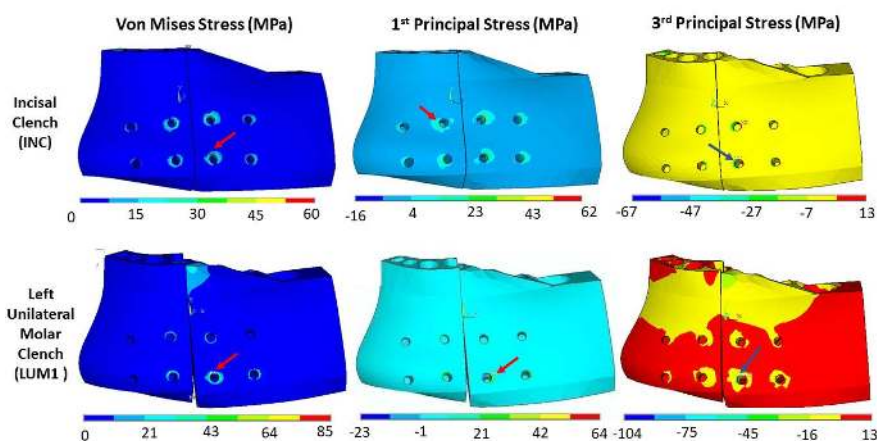 Von Mises Stress (MPa) 1st Principal Stress (MPa) 3rd Principal Stress (MPa)
Incisal
Clench
(INC)
0 15 30 45 60 -16 4 23 43 62 -67 -47 -27 -7 13
Left
Unilateral
Molar
Clench
(LUM1 )
0 21 43 64 85 -23 -1 21 42 64 -104 -75 -45 -16 13